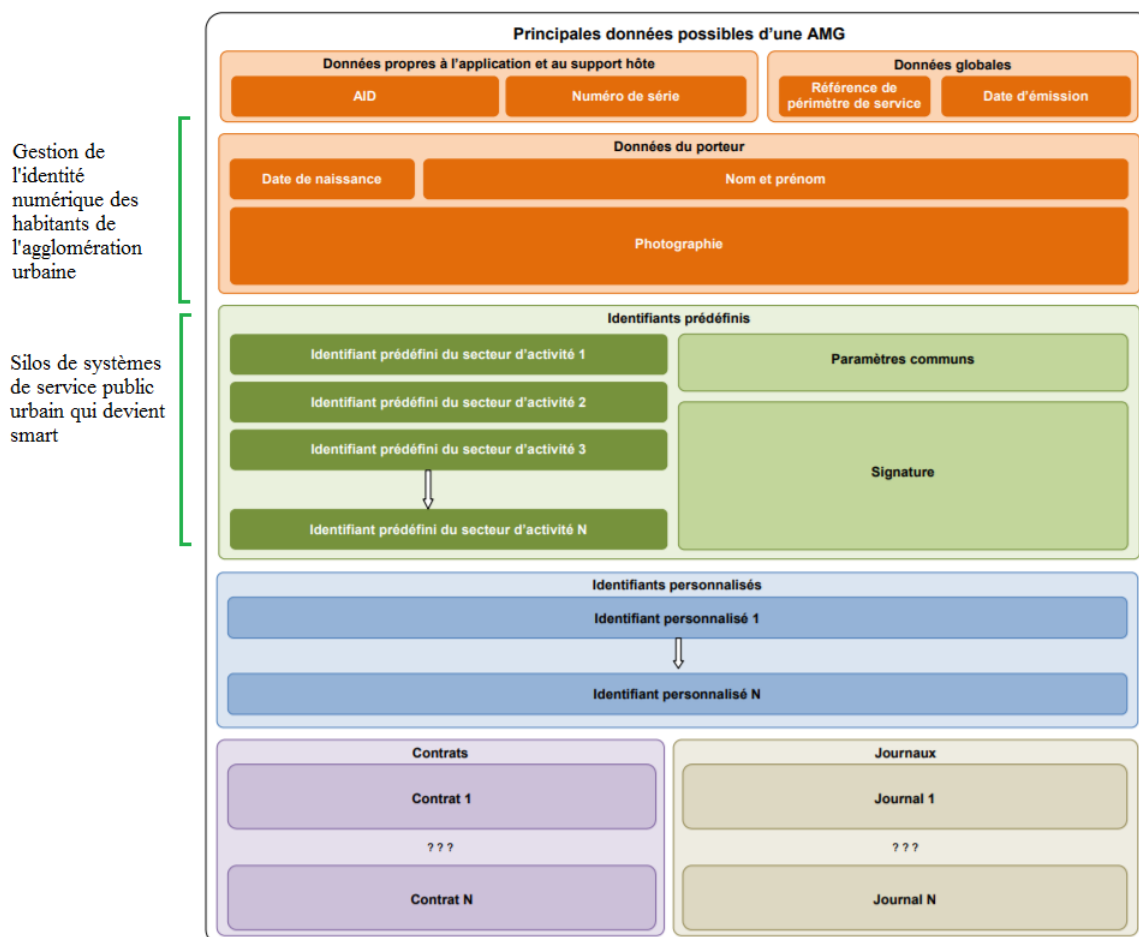 Principales données possibles d'une AMG
Données propres à l'application et au support hôte
AID
Numéro de série
Données globales
Référence de
périmètre de service
Date d'émission
Gestion de
l'identité
numérique des
habitants de
l'agglomération
urbaine
Données du porteur
Date de naissance
Nom et prénom
Photographie
Silos de systèmes
de service public
urbain qui devient
smart
Identifiants prédéfinis
Identifiant prédéfini du secteur d'activité 1
Identifiant prédéfini du secteur d'activité 2
Identifiant prédéfini du secteur d'activité 3
Identifiant prédéfini du secteur d'activité N
Paramètres communs
Signature
Identifiants personnalisés
Identifiant personnalisé 1
Identifiant personnalisé N
Contrats
Contrat 1
? ? ?
Contrat N
Journaux
Journal 1
? ? ?
Journal N